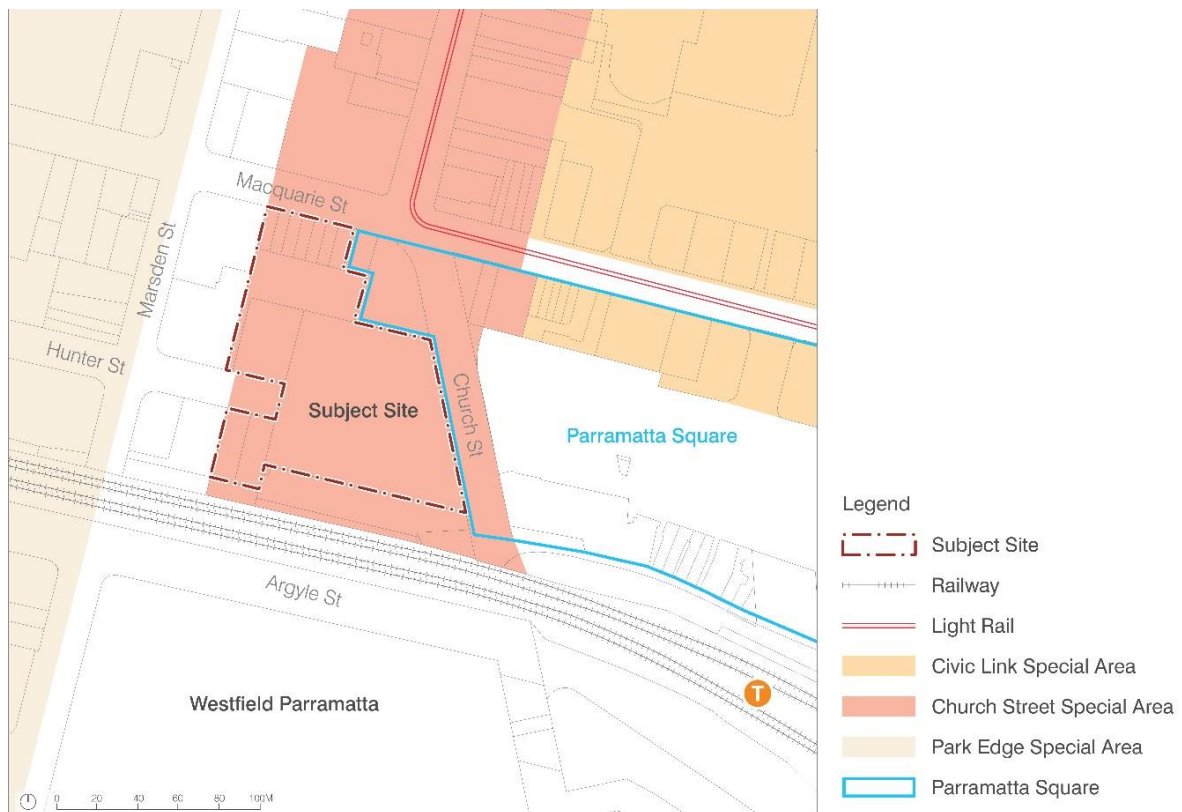 Macquarie St
Marsden St
Hunter St
Subject Site
Church St
Parramatta Square
Argyle St
Westfield Parramatta
T
0 20 40 60 80 100M
Legend
Subject Site
Railway
Light Rail
Civic Link Special Area
Church Street Special Area
Park Edge Special Area
Parramatta Square